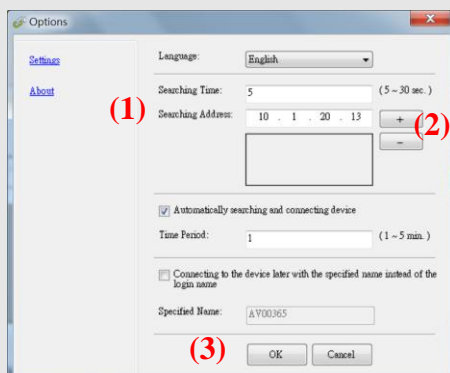 Options
Settings
About
Language: English
Searching Time: 5 (5 ~ 30 sec.)
(1) Searching Address: 10 . 1 . 20 . 13 + (2)
−
Automatically searching and connecting device
Time Period: 1 (1 ~ 5 min.)
Connecting to the device later with the specified name instead of the
login name
Specified Name: AV00365
(3) OK Cancel